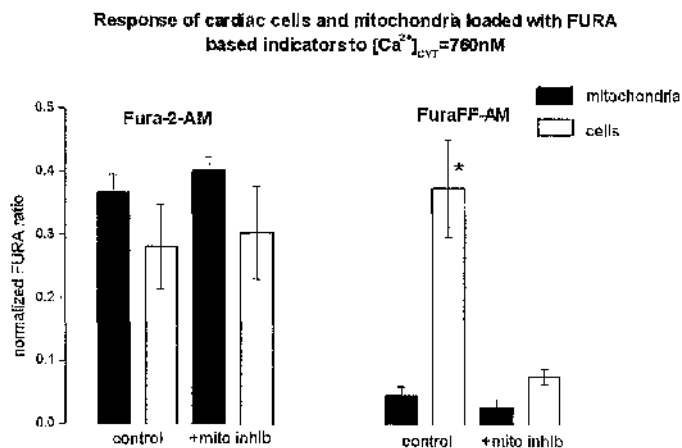 Response of cardiac cells and mitochondria loaded with FURA
based indicators to [Ca²⁺]CYT=760nM
0.5
0.4
0.3
0.2
0.1
0.0
normalized FURA ratio
Fura-2-AM
FuraFF-AM
mitochondria
cells
*
control
+mito inhib
control
+mito inhib